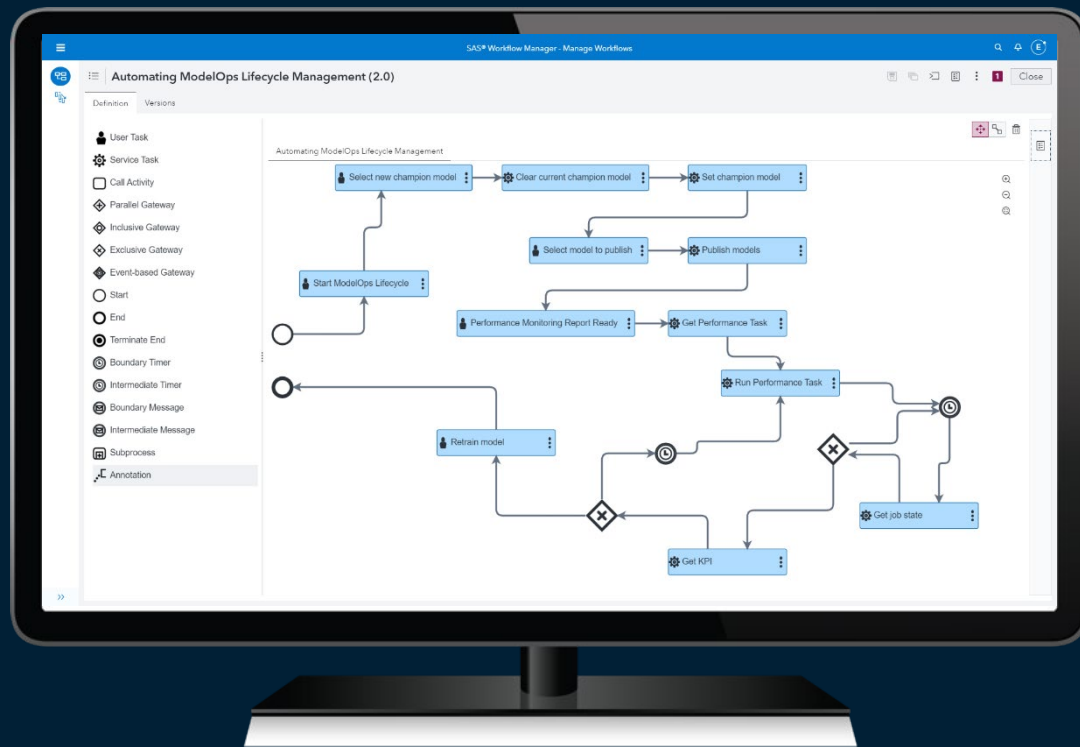 SAS® Workflow Manager - Manage Workflows
E
Automating ModelOps Lifecycle Management (2.0)
1
Close
Definition
Versions
User Task
Service Task
Call Activity
Parallel Gateway
Inclusive Gateway
Exclusive Gateway
Event-based Gateway
Start
End
Terminate End
Boundary Timer
Intermediate Timer
Boundary Message
Intermediate Message
Subprocess
Annotation
Automating ModelOps Lifecycle Management
Select new champion model
Clear current champion model
Set champion model
Select model to publish
Publish models
Start ModelOps Lifecycle
Performance Monitoring Report Ready
Get Performance Task
Run Performance Task
Retrain model
Get job state
Get KPI